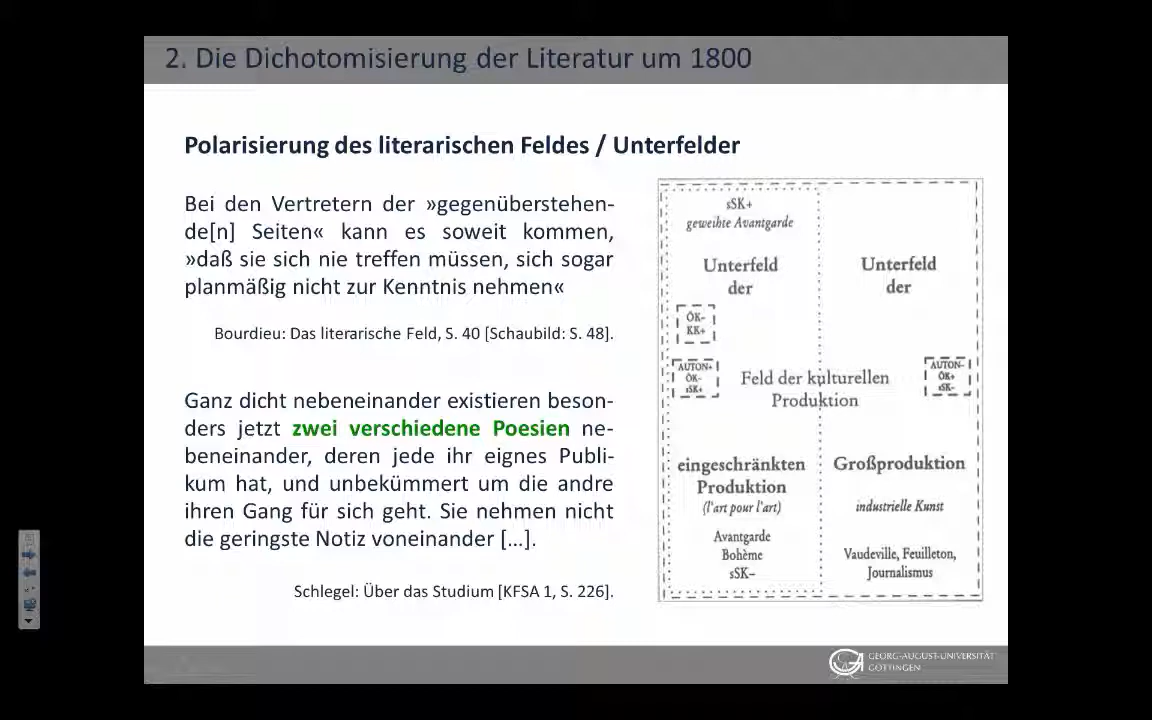 2. Die Dichotomisierung der Literatur um 1800
Polarisierung des literarischen Feldes / Unterfelder
Bei den Vertretern der »gegenüberstehen-
de[n] Seiten« kann es soweit kommen,
»daß sie sich nie treffen müssen, sich sogar
planmäßig nicht zur Kenntnis nehmen«
Bourdieu: Das literarische Feld, S. 40 [Schaubild: S. 48].
Ganz dicht nebeneinander existieren beson-
ders jetzt zwei verschiedene Poesien ne-
beneinander, deren jede ihr eignes Publi-
kum hat, und unbekümmert um die andre
ihren Gang für sich geht. Sie nehmen nicht
die geringste Notiz voneinander [...].
Schlegel: Über das Studium [KFSA 1, S. 226].
sSK+
geweihte Avantgarde
Unterfeld
der
ÖK-
KK+
AUTON+
ÖK-
sSK+
Feld der kulturellen
Produktion
eingeschränkten
Produktion
(l'art pour l'art)
Avantgarde
Bohème
sSK–
Unterfeld
der
AUTON-
ÖK+
sSK-
Großproduktion
industrielle Kunst
Vaudeville, Feuilleton,
Journalismus
GEORG-AUGUST-UNIVERSITÄT
GÖTTINGEN